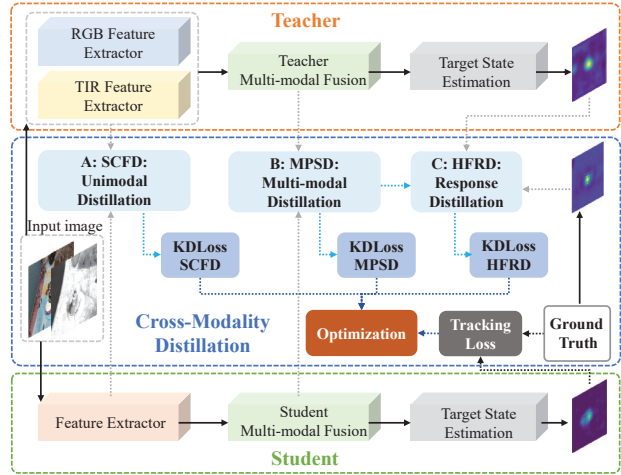 Teacher
RGB Feature
Extractor
TIR Feature
Extractor
Teacher
Multi-modal Fusion
Target State
Estimation
A: SCFD:
Unimodal
Distillation
B: MPSD:
Multi-modal
Distillation
C: HFRD:
Response
Distillation
Input image
KDLoss
SCFD
KDLoss
MPSD
KDLoss
HFRD
Cross-Modality
Distillation
Optimization
Tracking
Loss
Ground
Truth
Feature Extractor
Student
Multi-modal Fusion
Target State
Estimation
Student